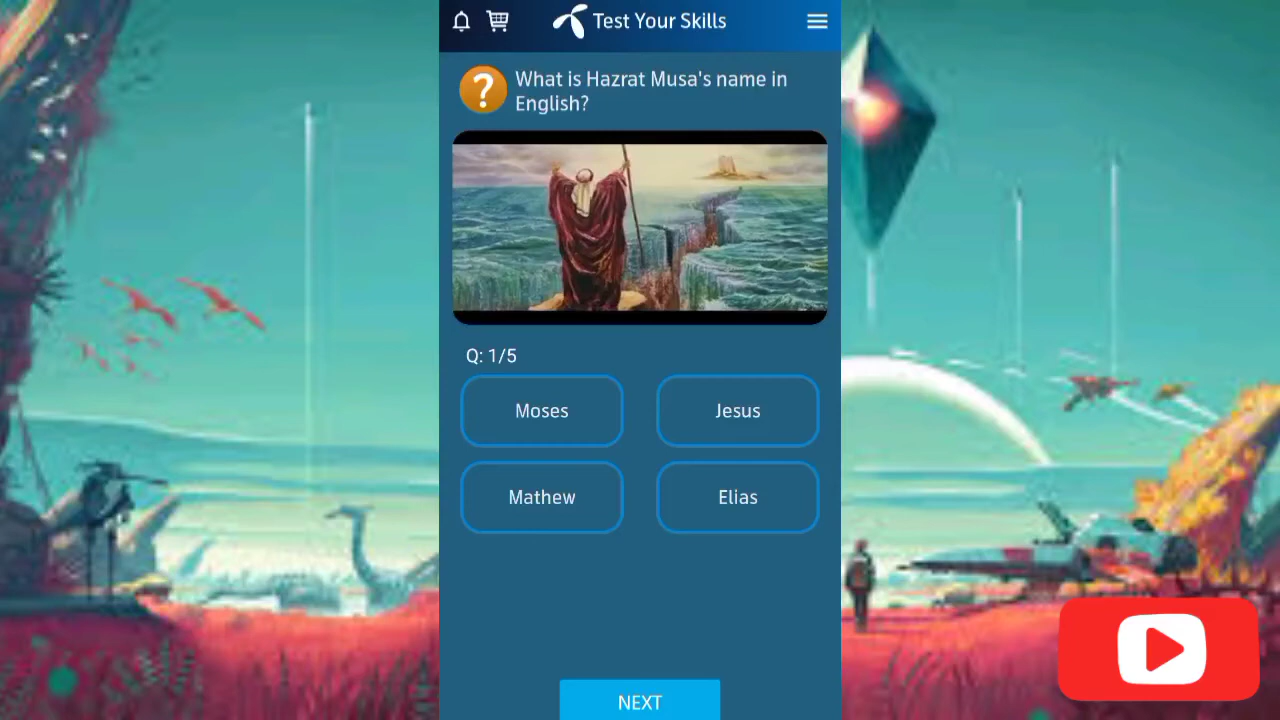 Test Your Skills
What is Hazrat Musa's name in
English?
Q: 1/5
Moses
Jesus
Mathew
Elias
NEXT